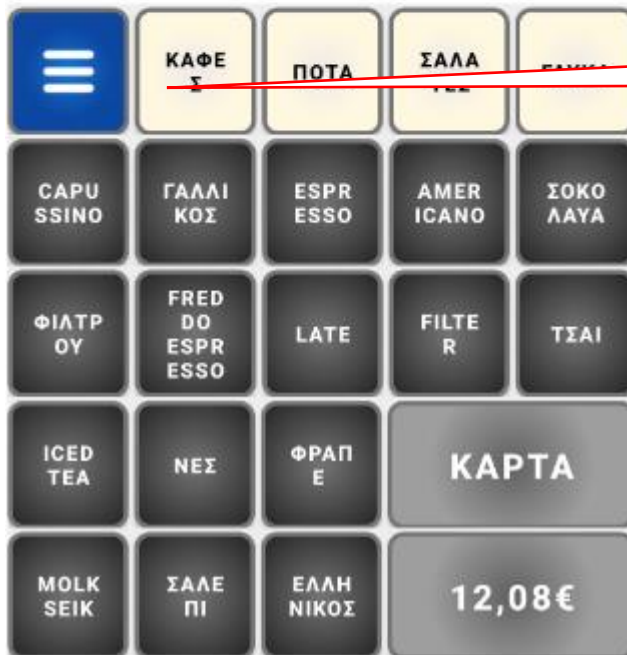 ΚΑΦΕ
Σ
ΠΟΤΑ
ΣΑΛΑ
CAPU
SSINO
ΓΑΛΛΙ
ΚΟΣ
ESPR
ESSO
AMER
ICANO
ΣΟΚΟ
ΛΑΥΑ
ΦΙΛΤΡ
ΟΥ
FRED
DO
ESPR
ESSO
LATE
FILTE
R
ΤΣΑΙ
ICED
TEA
ΝΕΣ
ΦΡΑΠ
Ε
ΚΑΡΤΑ
MOLK
SEIK
ΣΑΛΕ
ΠΙ
ΕΛΛΗ
ΝΙΚΟΣ
12,08€